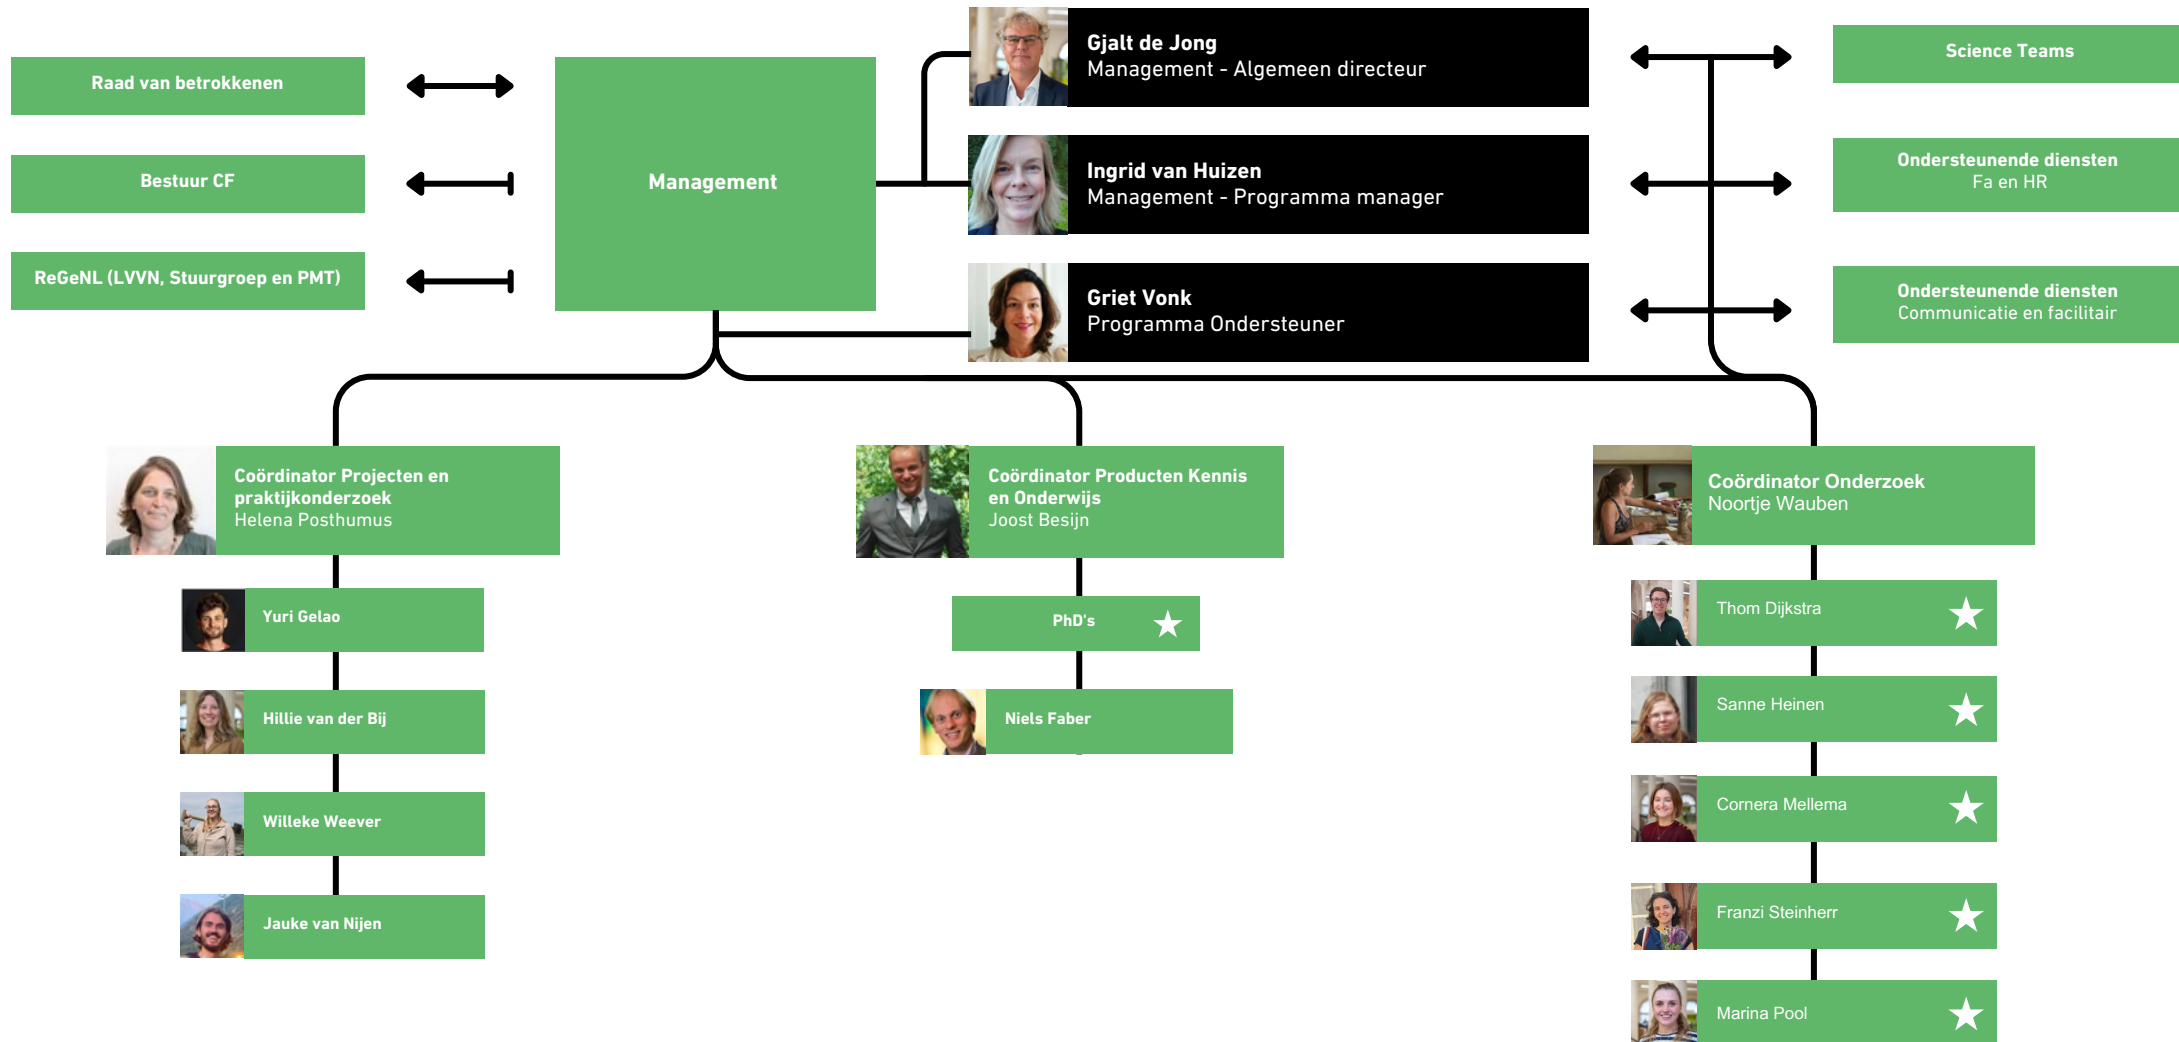 Raad van betrokkenen
Bestuur CF
ReGeNL (LVVN, Stuurgroep en PMT)
Management
Gjalt de Jong
Management - Algemeen directeur
Ingrid van Huizen
Management - Programma manager
Griet Vonk
Programma Ondersteuner
Science Teams
Ondersteunende diensten
Fa en HR
Ondersteunende diensten
Communicatie en facilitair
Coördinator Projecten en
praktijkonderzoek
Helena Posthumus
Yuri Gelao
Hillie van der Bij
Willeke Weever
Jauke van Nijen
Coördinator Producten Kennis
en Onderwijs
Joost Besijn
PhD's
Niels Faber
Coördinator Onderzoek
Noortje Wauben
Thom Dijkstra
Sanne Heinen
Cornera Mellema
Franzi Steinherr
Marina Pool